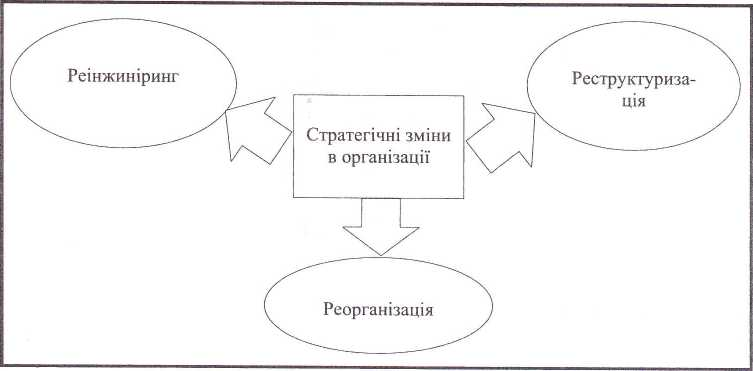 Реінжиніринг
Реструктуриза-
ція
Стратегічні зміни
в організації
Реорганізація